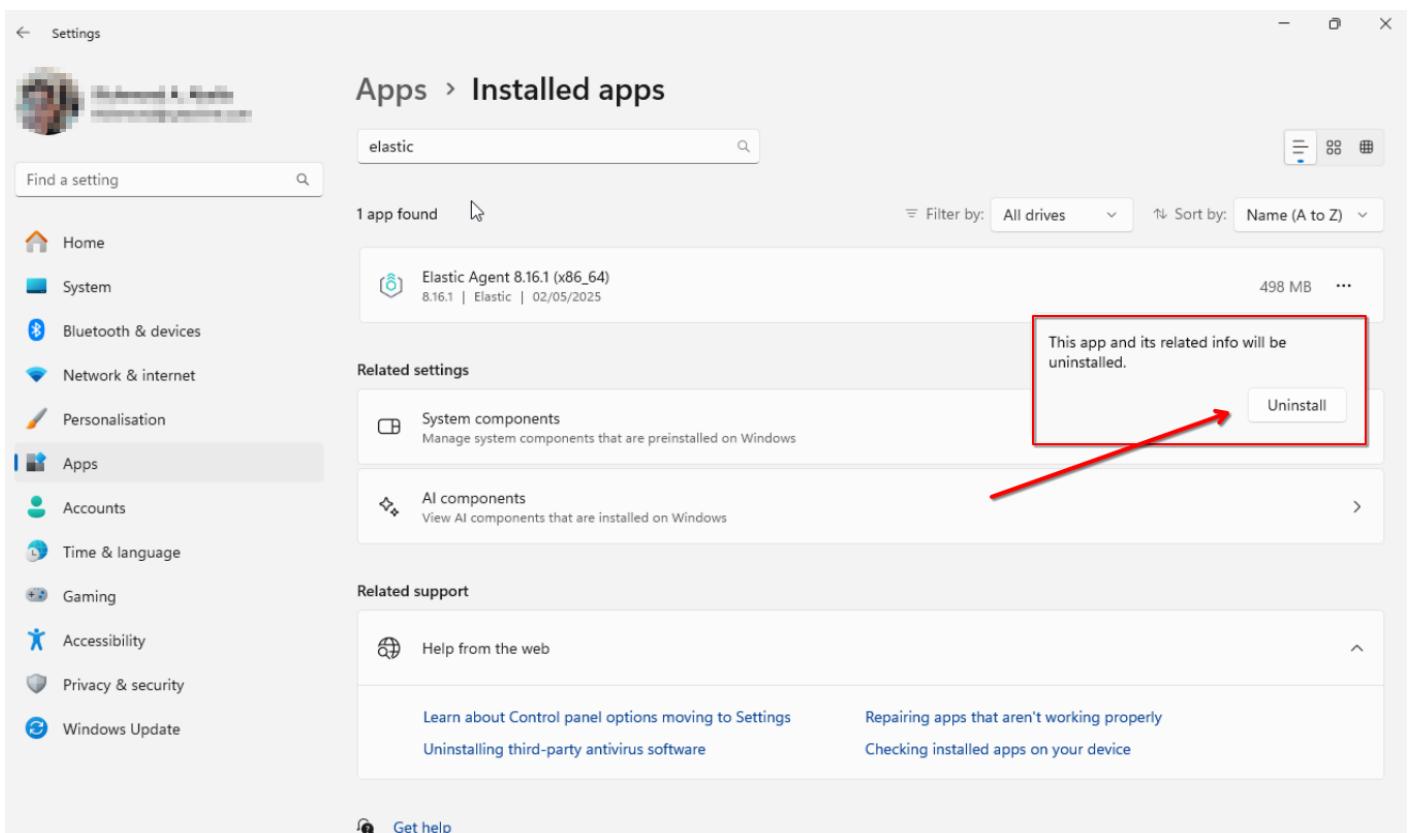 Settings
Apps > Installed apps
elastic
Find a setting
1 app found
Filter by: All drives
Sort by: Name (A to Z)
Home
System
Bluetooth & devices
Network & internet
Personalisation
Apps
Accounts
Time & language
Gaming
Accessibility
Privacy & security
Windows Update
Elastic Agent 8.16.1 (x86_64)
8.16.1 | Elastic | 02/05/2025
498 MB
This app and its related info will be
uninstalled.
Uninstall
Related settings
System components
Manage system components that are preinstalled on Windows
AI components
View AI components that are installed on Windows
Related support
Help from the web
Learn about Control panel options moving to Settings
Repairing apps that aren't working properly
Uninstalling third-party antivirus software
Checking installed apps on your device
Get help